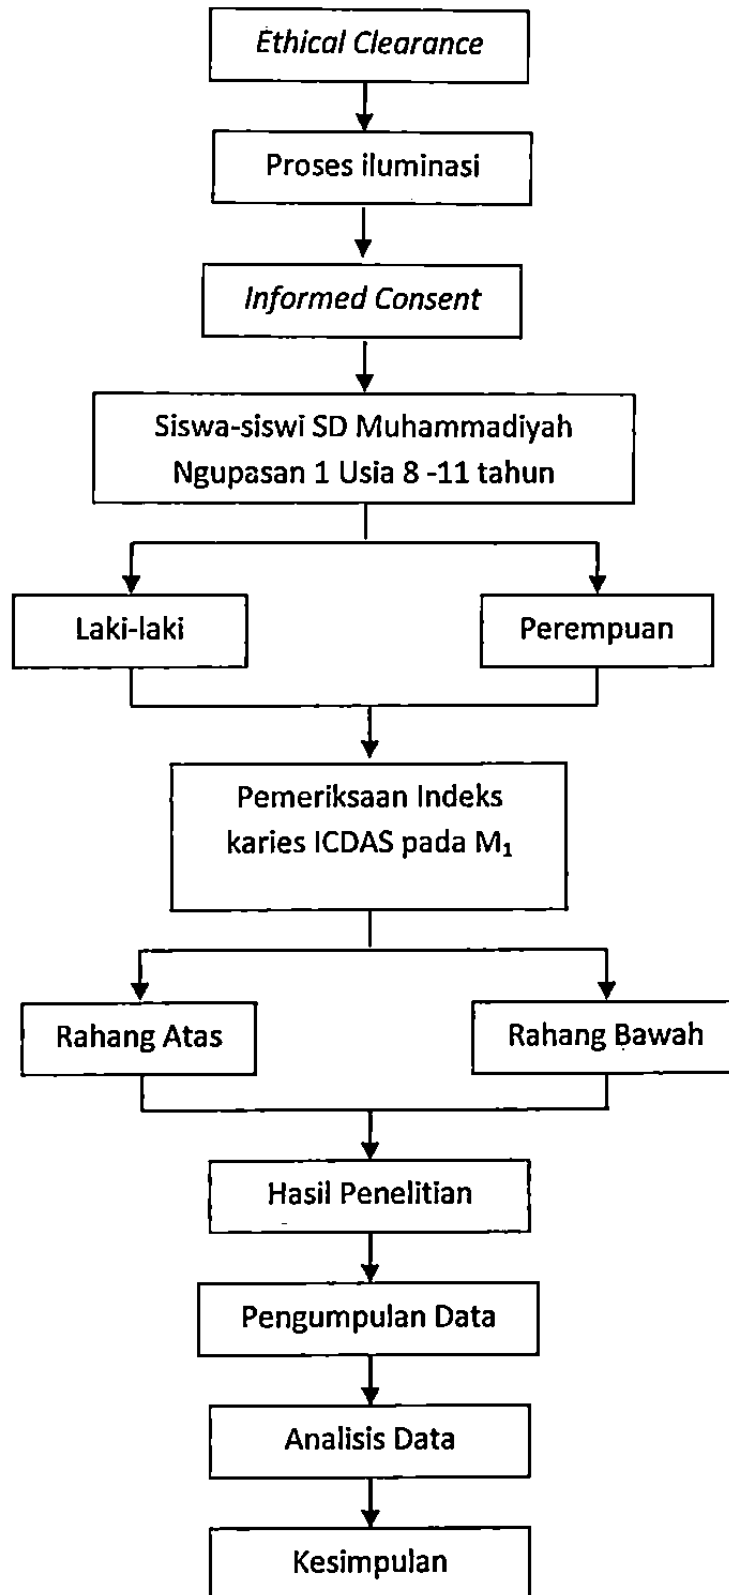 Ethical Clearance
Proses iluminasi
Informed Consent
Siswa-siswi SD Muhammadiyah
Ngupasan 1 Usia 8 -11 tahun
Laki-laki
Perempuan
Pemeriksaan Indeks
karies ICDAS pada M₁
Rahang Atas
Rahang Bawah
Hasil Penelitian
Pengumpulan Data
Analisis Data
Kesimpulan